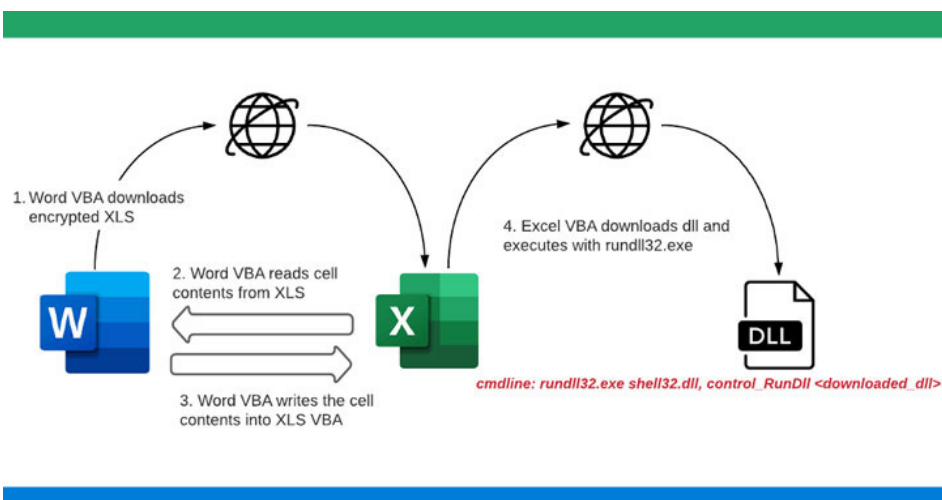 1. Word VBA downloads
encrypted XLS
2. Word VBA reads cell
contents from XLS
4. Excel VBA downloads dll and
executes with rundll32.exe
W
X
DLL
cmdline: rundll32.exe shell32.dll, control_RunDll <downloaded_dll>
3. Word VBA writes the cell
contents into XLS VBA